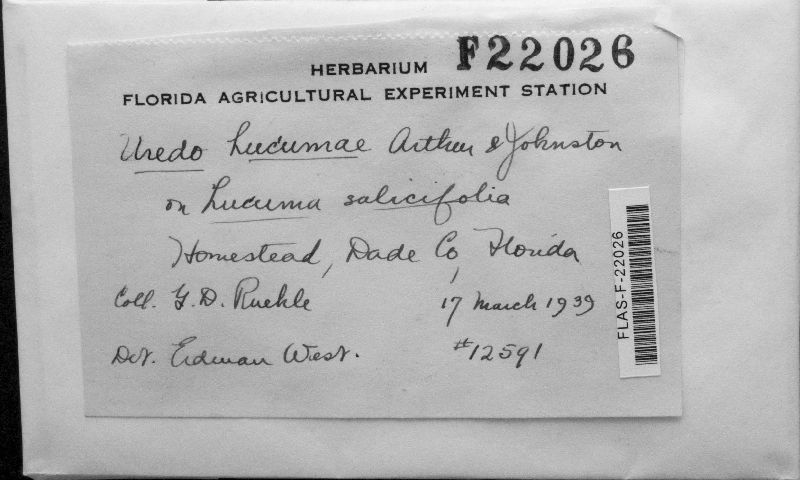 HERBARIUM F22026
FLORIDA AGRICULTURAL EXPERIMENT STATION
Uredo Lucumae Arthur & Johnston
on Lucuma salicifolia
Homestead, Dade Co, Florida
Coll. G.D. Ruehle 17 March 1939
Det. Erdman West. #12591
FLAS-F-22026